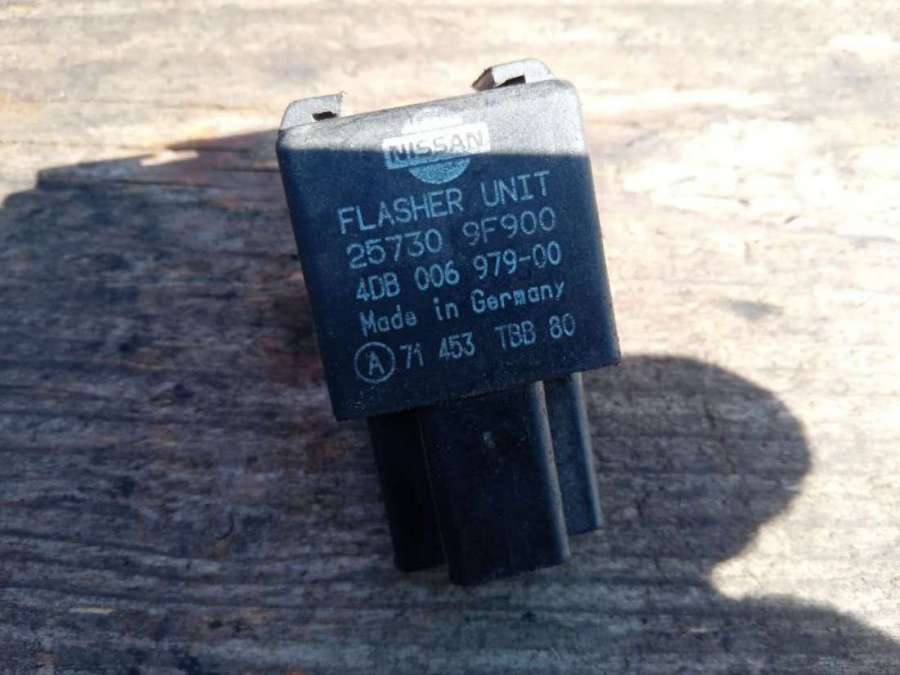 NISSAN
FLASHER UNIT
25730 9F900
4DB 006 979-00
Made in Germany
A 71 453 TBB 80